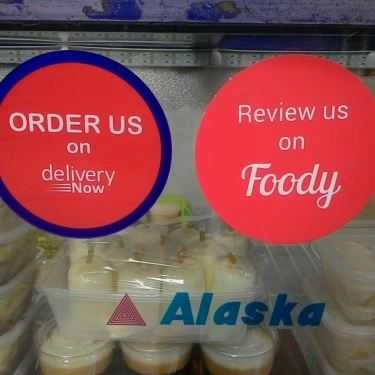 ORDER US
on
delivery
Now
Review us
on
Foody
Alaska